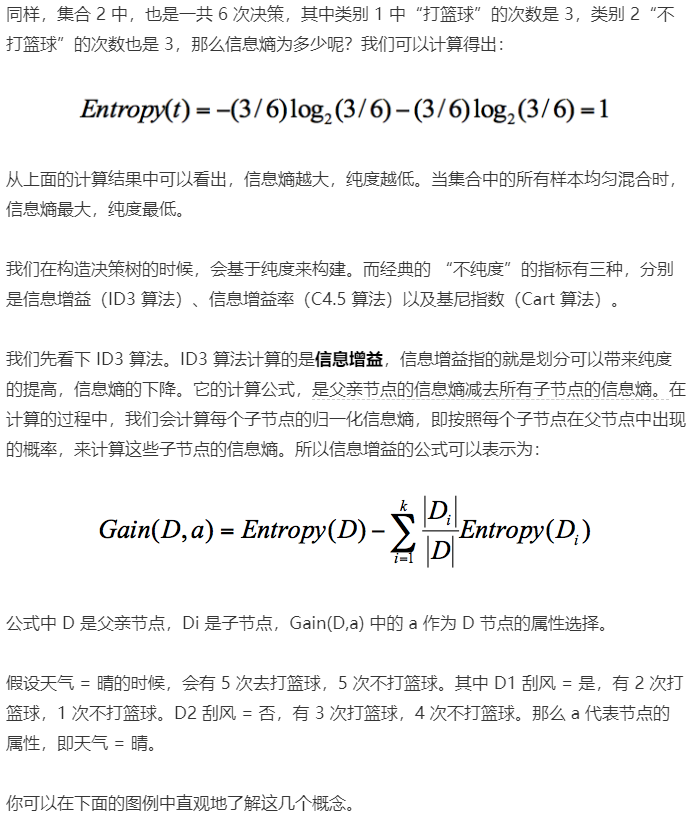 同样，集合 2 中，也是一共 6 次决策，其中类别 1 中“打篮球”的次数是 3，类别 2“不
打篮球”的次数也是 3，那么信息熵为多少呢？我们可以计算得出：
Entropy(t) = −(3/6)log₂(3/6) − (3/6)log₂(3/6) = 1
从上面的计算结果中可以看出，信息熵越大，纯度越低。当集合中的所有样本均匀混合时，
信息熵最大，纯度最低。
我们在构造决策树的时候，会基于纯度来构建。而经典的 “不纯度”的指标有三种，分别
是信息增益（ID3 算法）、信息增益率（C4.5 算法）以及基尼指数（Cart 算法）。
我们先看下 ID3 算法。ID3 算法计算的是信息增益，信息增益指的就是划分可以带来纯度
的提高，信息熵的下降。它的计算公式，是父亲节点的信息熵减去所有子节点的信息熵。在
计算的过程中，我们会计算每个子节点的归一化信息熵，即按照每个子节点在父节点中出现
的概率，来计算这些子节点的信息熵。所以信息增益的公式可以表示为：
Gain(D,a) = Entropy(D) − ∑ᵢ₌₁ᵏ |Dᵢ|/|D| Entropy(Dᵢ)
公式中 D 是父亲节点，Di 是子节点，Gain(D,a) 中的 a 作为 D 节点的属性选择。
假设天气 = 晴的时候，会有 5 次去打篮球，5 次不打篮球。其中 D1 刮风 = 是，有 2 次打
篮球，1 次不打篮球。D2 刮风 = 否，有 3 次打篮球，4 次不打篮球。那么 a 代表节点的
属性，即天气 = 晴。
你可以在下面的图例中直观地了解这几个概念。